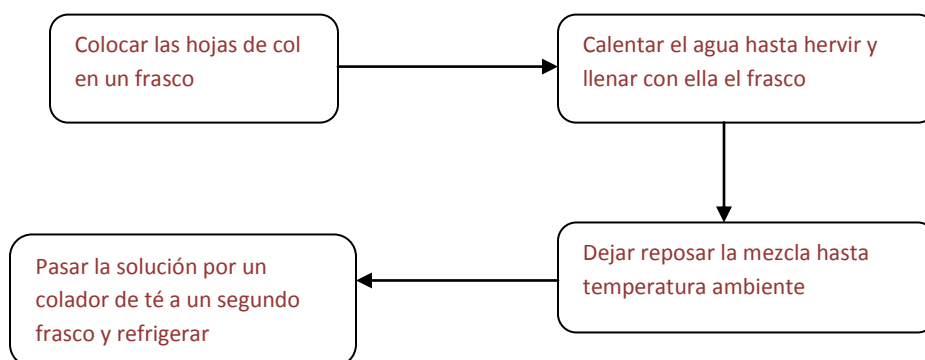 Colocar las hojas de col
en un frasco
Calentar el agua hasta hervir y
llenar con ella el frasco
Dejar reposar la mezcla hasta
temperatura ambiente
Pasar la solución por un
colador de té a un segundo
frasco y refrigerar